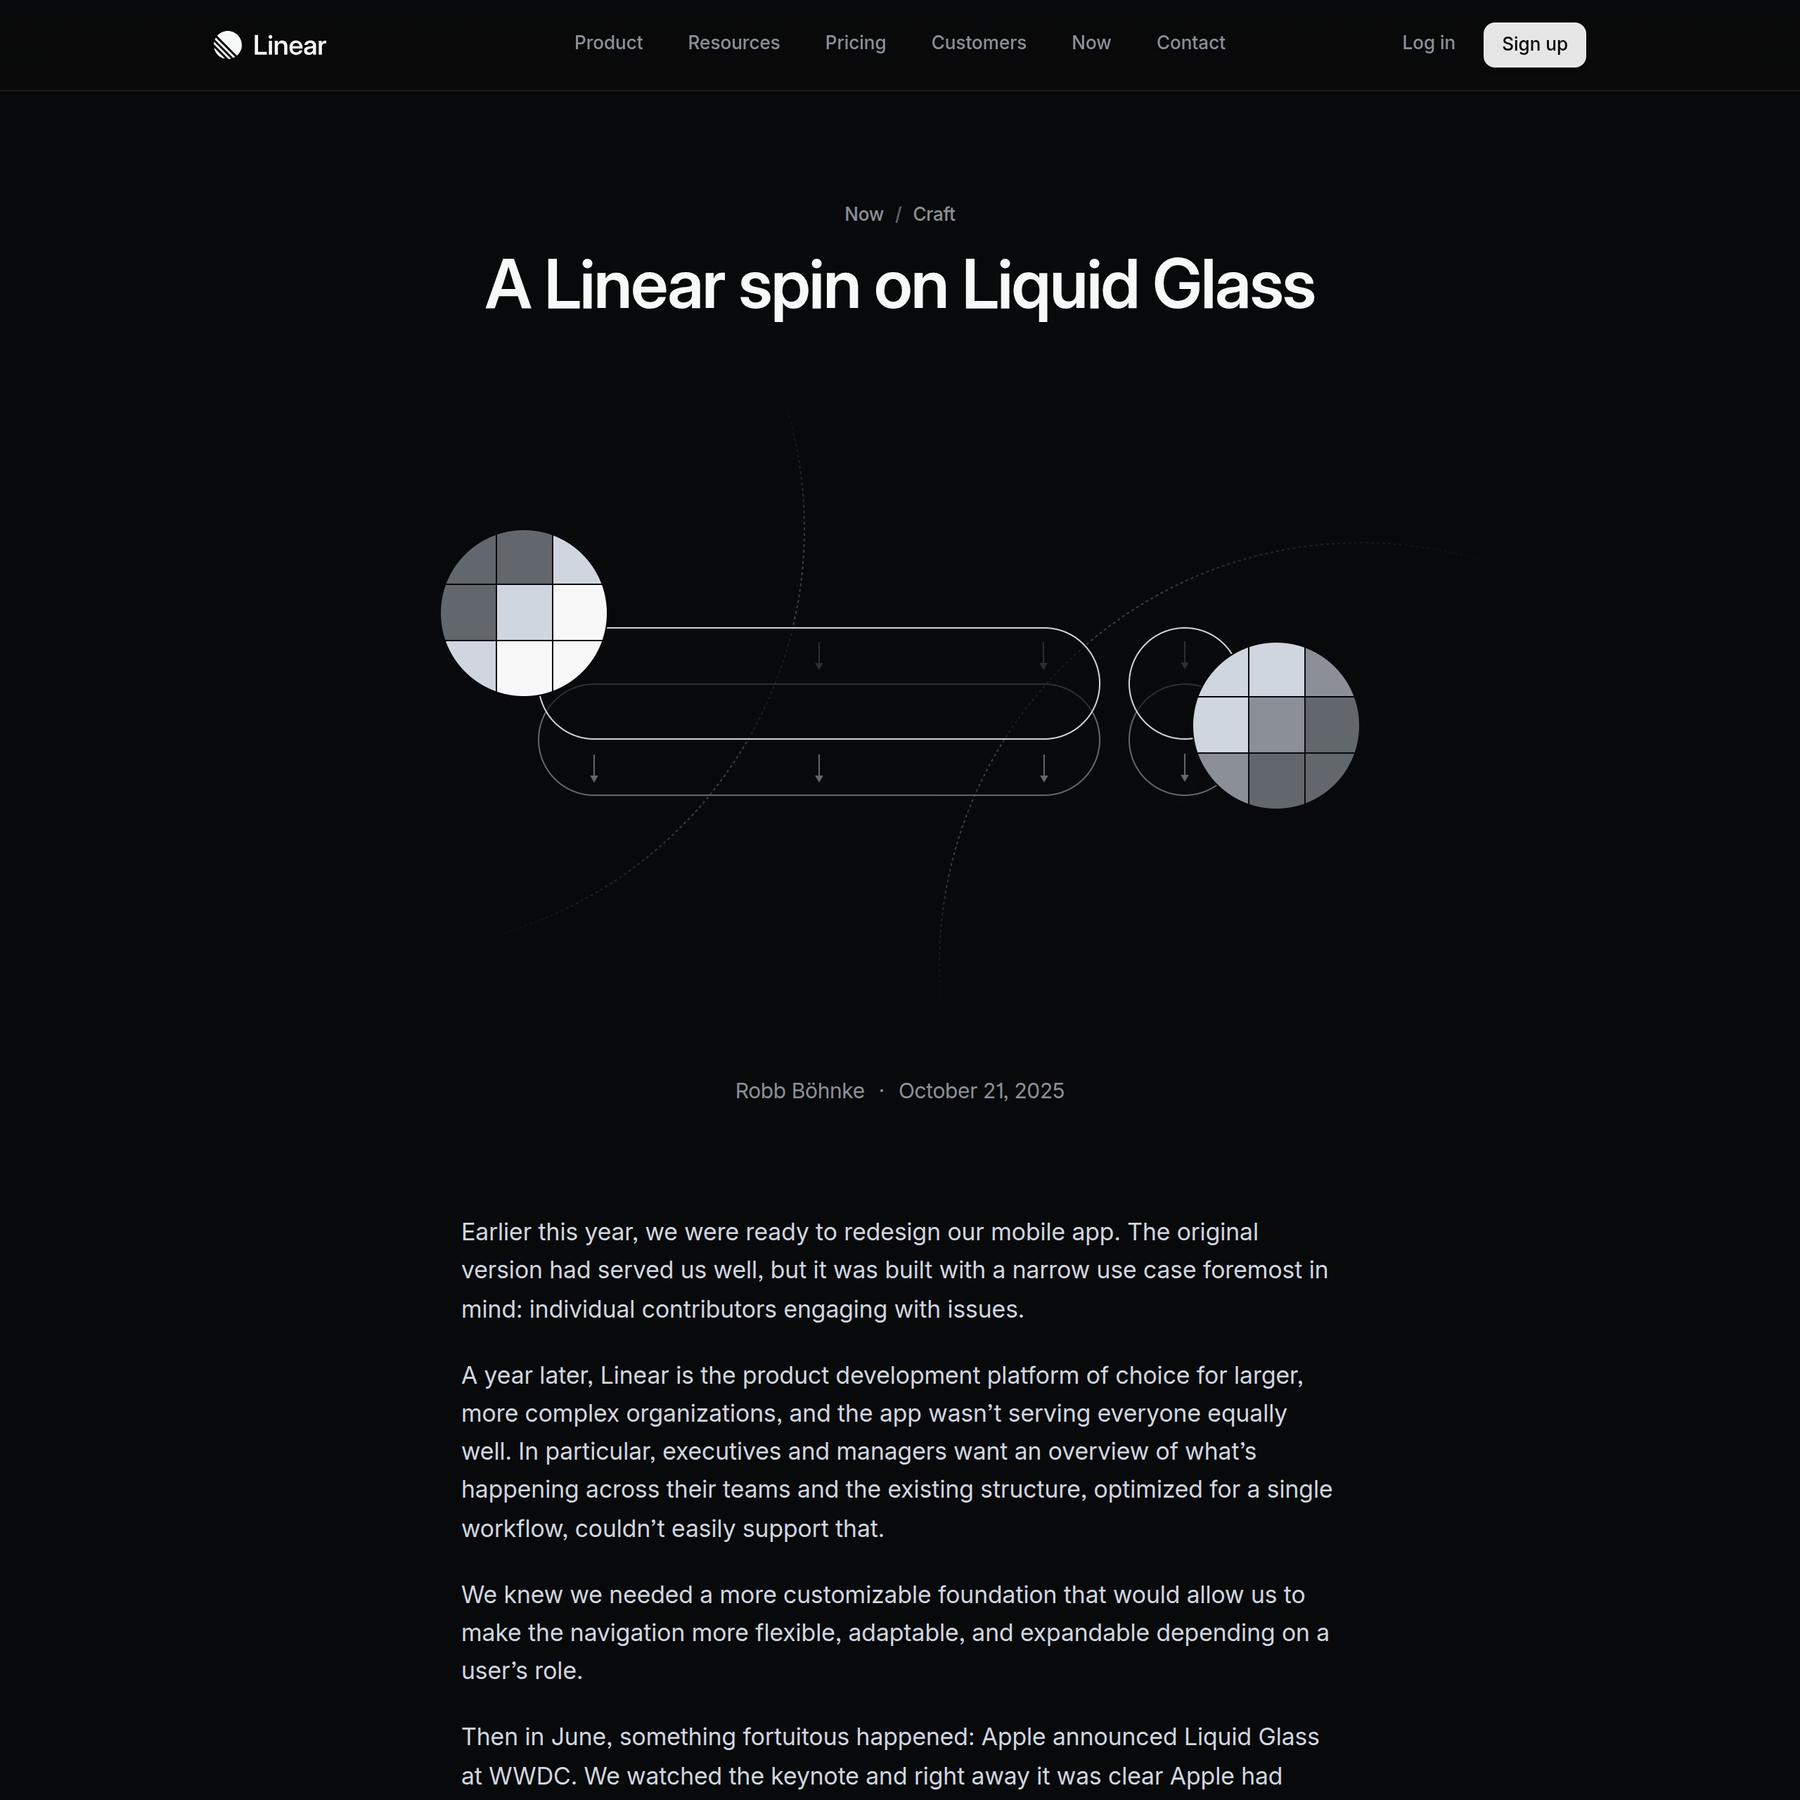 Linear
Product
Resources
Pricing
Customers
Now
Contact
Log in
Sign up
Now / Craft
A Linear spin on Liquid Glass
Robb Böhnke · October 21, 2025
Earlier this year, we were ready to redesign our mobile app. The original
version had served us well, but it was built with a narrow use case foremost in
mind: individual contributors engaging with issues.
A year later, Linear is the product development platform of choice for larger,
more complex organizations, and the app wasn’t serving everyone equally
well. In particular, executives and managers want an overview of what’s
happening across their teams and the existing structure, optimized for a single
workflow, couldn’t easily support that.
We knew we needed a more customizable foundation that would allow us to
make the navigation more flexible, adaptable, and expandable depending on a
user’s role.
Then in June, something fortuitous happened: Apple announced Liquid Glass
at WWDC. We watched the keynote and right away it was clear Apple had